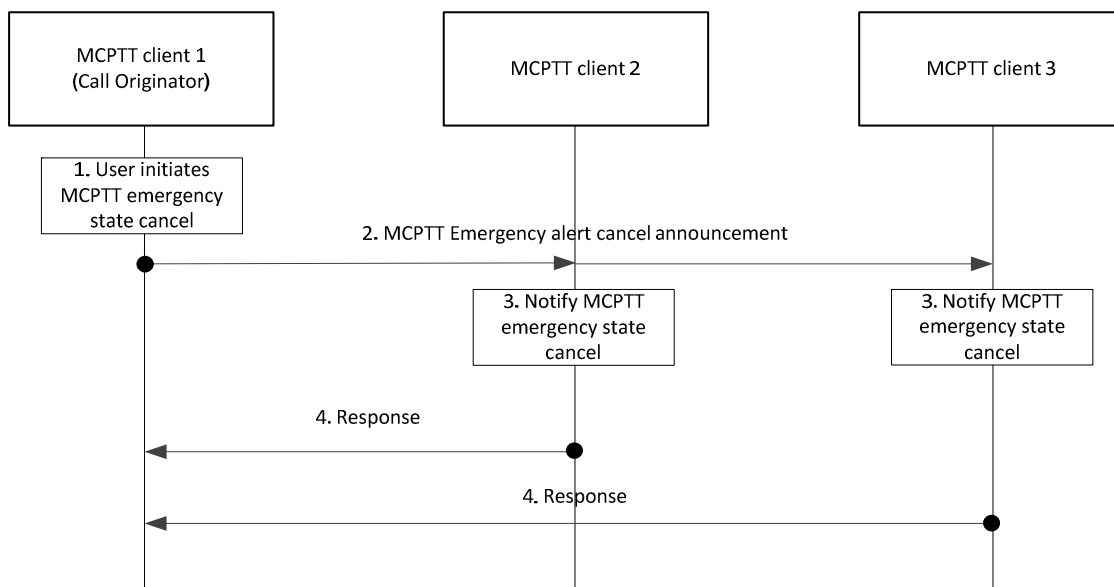 MCPTT client 1
(Call Originator)
MCPTT client 2
MCPTT client 3
1. User initiates
MCPTT emergency
state cancel
2. MCPTT Emergency alert cancel announcement
3. Notify MCPTT
emergency state
cancel
3. Notify MCPTT
emergency state
cancel
4. Response
4. Response